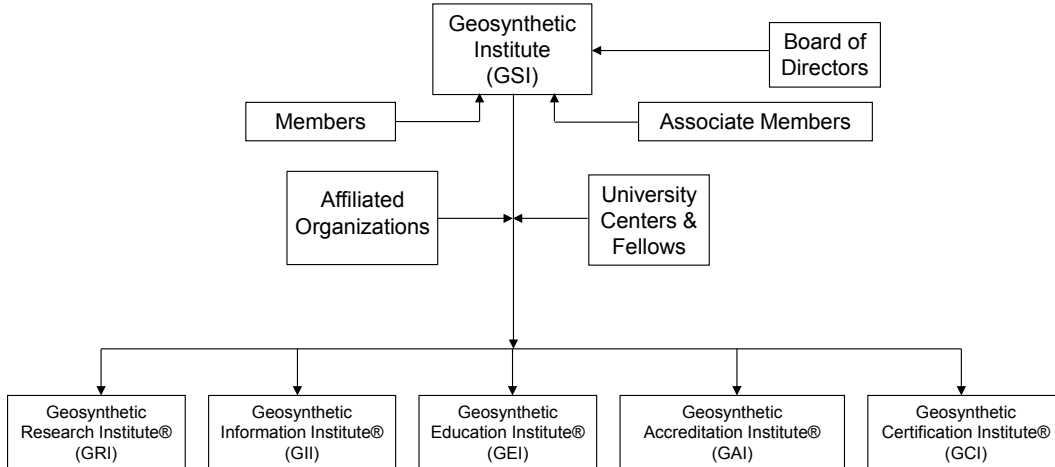 Geosynthetic
Institute
(GSI)
Board of
Directors
Members
Associate Members
Affiliated
Organizations
University
Centers &
Fellows
Geosynthetic
Research Institute®
(GRI)
Geosynthetic
Information Institute®
(GII)
Geosynthetic
Education Institute®
(GEI)
Geosynthetic
Accreditation Institute®
(GAI)
Geosynthetic
Certification Institute®
(GCI)